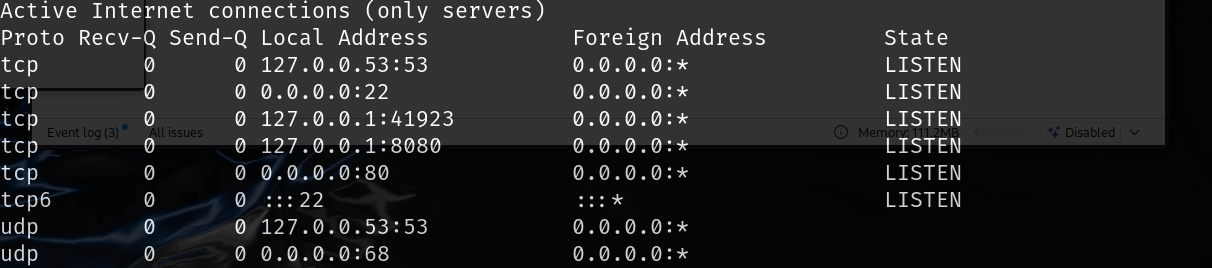 Active Internet connections (only servers)
Proto Recv-Q Send-Q Local Address           Foreign Address         State
tcp        0      0 127.0.0.53:53           0.0.0.0:*               LISTEN
tcp        0      0 0.0.0.0:22              0.0.0.0:*               LISTEN
tcp        0      0 127.0.0.1:41923         0.0.0.0:*               LISTEN
Event log (3) All issues Memory: 111.2MB Disabled
tcp        0      0 127.0.0.1:8080          0.0.0.0:*               LISTEN
tcp        0      0 0.0.0.0:80              0.0.0.0:*               LISTEN
tcp6       0      0 :::22                   :::*                    LISTEN
udp        0      0 127.0.0.53:53           0.0.0.0:*
udp        0      0 0.0.0.0:68              0.0.0.0:*